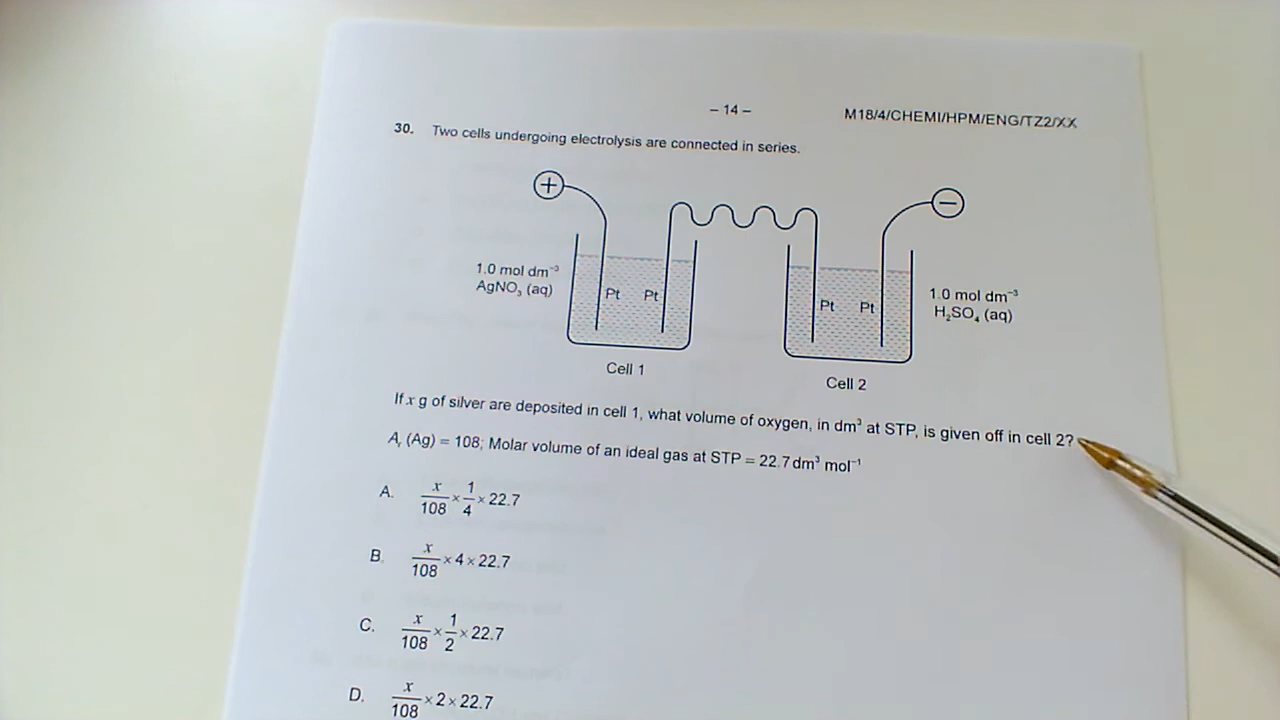 – 14 –
M18/4/CHEMI/HPM/ENG/TZ2/XX
30. Two cells undergoing electrolysis are connected in series.
+
−
1.0 mol dm⁻³
AgNO₃ (aq)
Pt Pt
Pt Pt
1.0 mol dm⁻³
H₂SO₄ (aq)
Cell 1
Cell 2
If x g of silver are deposited in cell 1, what volume of oxygen, in dm³ at STP, is given off in cell 2?
Aᵣ (Ag) = 108; Molar volume of an ideal gas at STP = 22.7 dm³ mol⁻¹
A. x/108 × 1/4 × 22.7
B. x/108 × 4 × 22.7
C. x/108 × 1/2 × 22.7
D. x/108 × 2 × 22.7